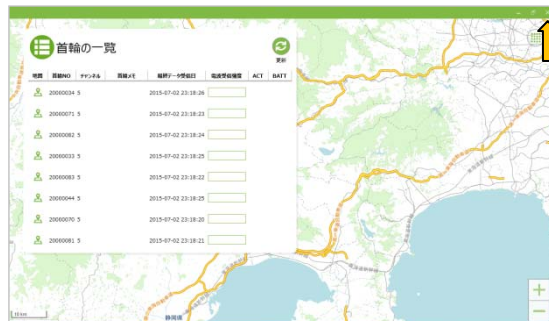 首輪の一覧
更新
地図 首輪NO チャンネル 首輪メモ 最終データ受信日 電波受信強度 ACT BATT
20000034 5 2015-07-02 23:18:26
20000071 5 2015-07-02 23:18:23
20000082 5 2015-07-02 23:18:24
20000033 5 2015-07-02 23:18:25
20000083 5 2015-07-02 23:18:22
20000044 5 2015-07-02 23:18:25
20000070 5 2015-07-02 23:18:20
20000081 5 2015-07-02 23:18:21
10 km
静岡県